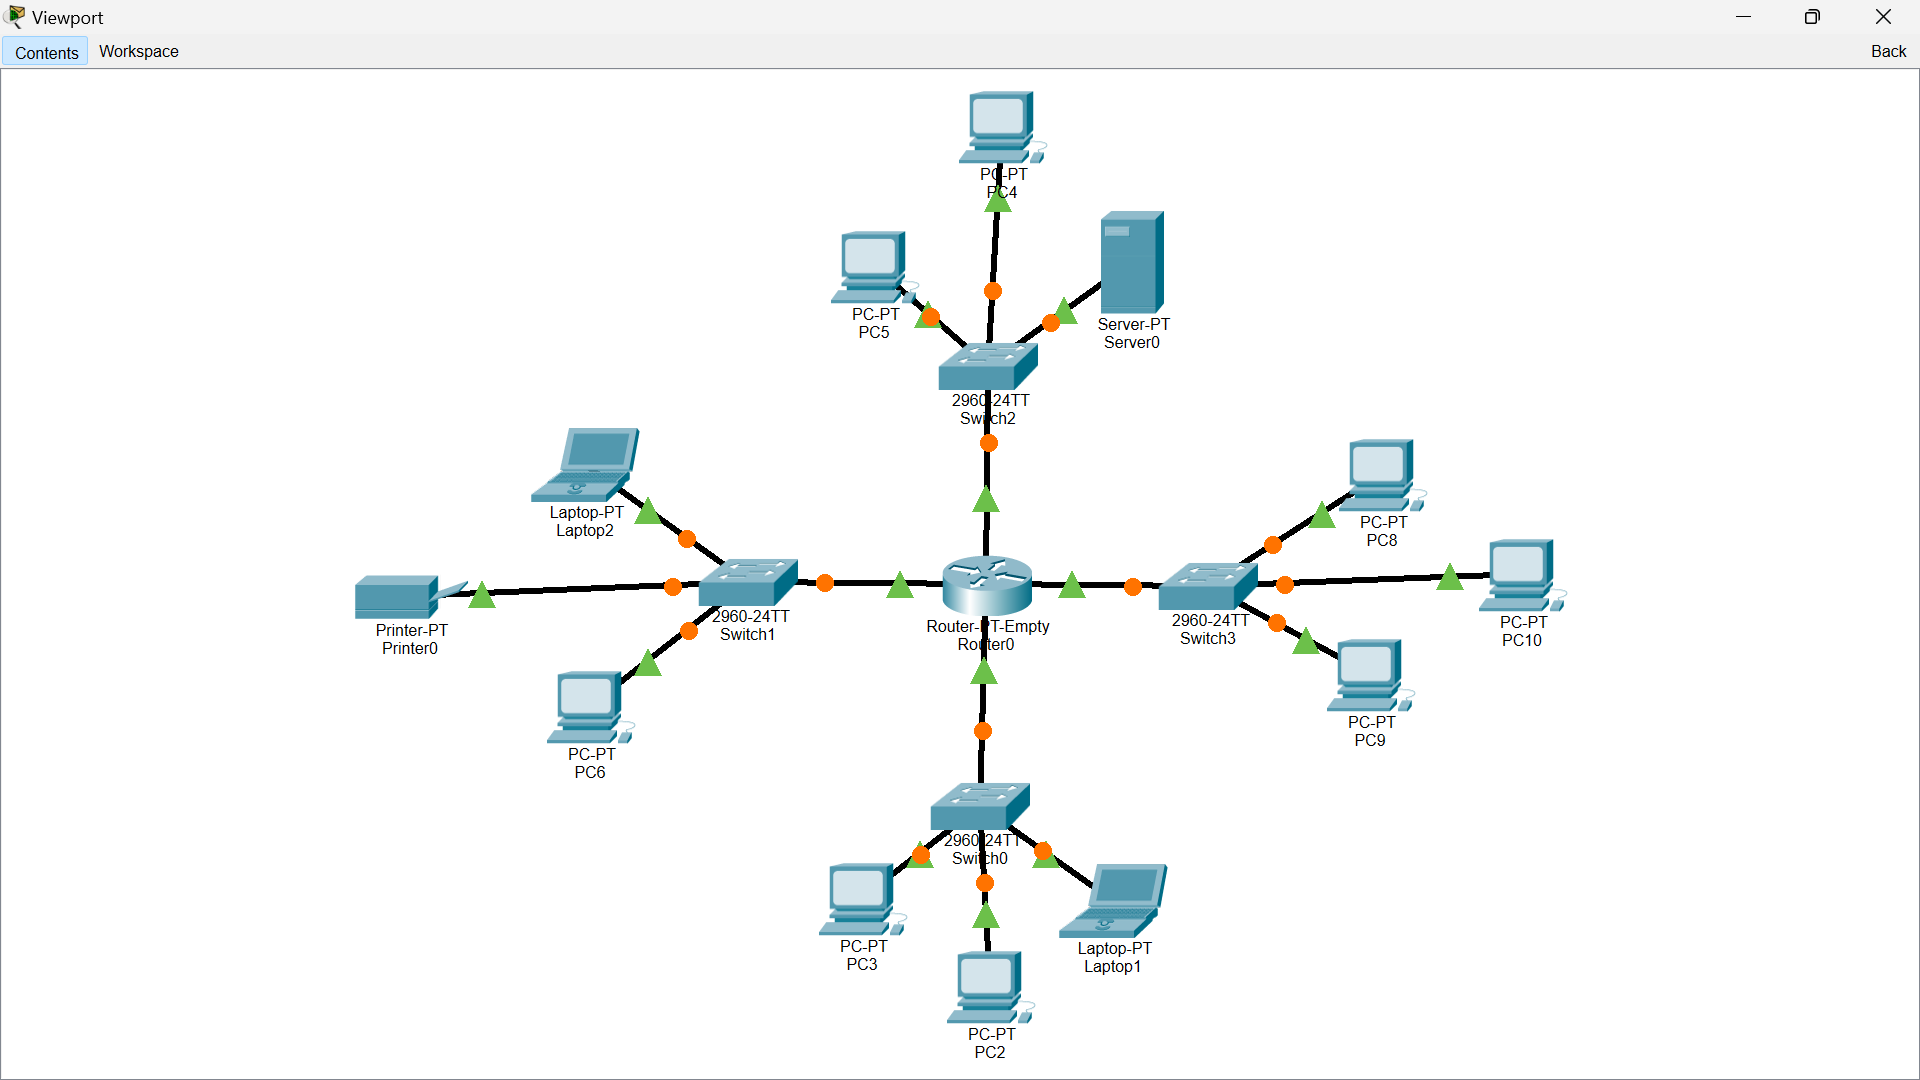 Viewport
Contents Workspace Back
PC-PT
PC4
PC-PT
PC5
Server-PT
Server0
2960-24TT
Switch2
Laptop-PT
Laptop2
PC-PT
PC8
Printer-PT
Printer0
2960-24TT
Switch1
Router-PT-Empty
Router0
2960-24TT
Switch3
PC-PT
PC10
PC-PT
PC6
PC-PT
PC9
2960-24TT
Switch0
PC-PT
PC3
Laptop-PT
Laptop1
PC-PT
PC2